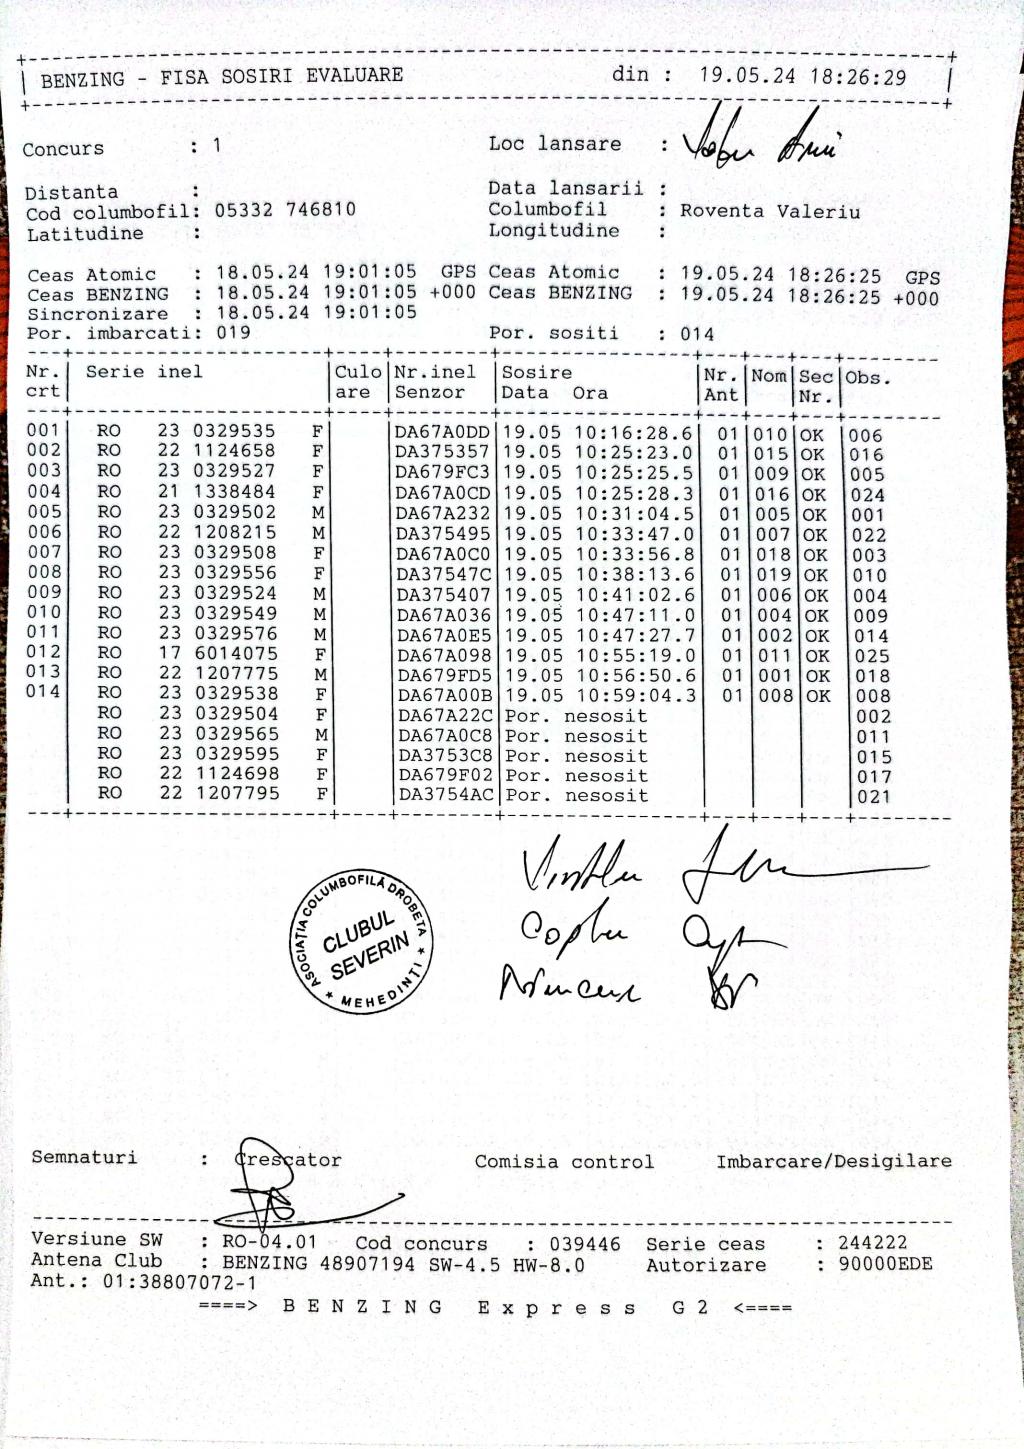 BENZING - FISA SOSIRI EVALUARE din : 19.05.24 18:26:29
Concurs : 1 Loc lansare :
Distanta : Data lansarii :
Cod columbofil: 05332 746810 Columbofil : Roventa Valeriu
Latitudine : Longitudine :
Ceas Atomic : 18.05.24 19:01:05 GPS Ceas Atomic : 19.05.24 18:26:25 GPS
Ceas BENZING : 18.05.24 19:01:05 +000 Ceas BENZING : 19.05.24 18:26:25 +000
Sincronizare : 18.05.24 19:01:05
Por. imbarcati: 019 Por. sositi : 014
Nr. Serie inel Culo Nr.inel Sosire Nr. Nom Sec Obs.
crt are Senzor Data Ora Ant Nr.
001 RO 23 0329535 F DA67A0DD 19.05 10:16:28.6 01 010 OK 006
002 RO 22 1124658 F DA375357 19.05 10:25:23.0 01 015 OK 016
003 RO 23 0329527 F DA679FC3 19.05 10:25:25.5 01 009 OK 005
004 RO 21 1338484 F DA67A0CD 19.05 10:25:28.3 01 016 OK 024
005 RO 23 0329502 M DA67A232 19.05 10:31:04.5 01 005 OK 001
006 RO 22 1208215 M DA375495 19.05 10:33:47.0 01 007 OK 022
007 RO 23 0329508 F DA67A0C0 19.05 10:33:56.8 01 018 OK 003
008 RO 23 0329556 F DA37547C 19.05 10:38:13.6 01 019 OK 010
009 RO 23 0329524 M DA375407 19.05 10:41:02.6 01 006 OK 004
010 RO 23 0329549 M DA67A036 19.05 10:47:11.0 01 004 OK 009
011 RO 23 0329576 M DA67A0E5 19.05 10:47:27.7 01 002 OK 014
012 RO 17 6014075 F DA67A098 19.05 10:55:19.0 01 011 OK 025
013 RO 22 1207775 M DA679FD5 19.05 10:56:50.6 01 001 OK 018
014 RO 23 0329538 F DA67A00B 19.05 10:59:04.3 01 008 OK 008
RO 23 0329504 F DA67A22C Por. nesosit 002
RO 23 0329565 M DA67A0C8 Por. nesosit 011
RO 23 0329595 F DA3753C8 Por. nesosit 015
RO 22 1124698 F DA679F02 Por. nesosit 017
RO 22 1207795 F DA3754AC Por. nesosit 021
ASOCIAȚIA COLUMBOFILĂ DROBETA
CLUBUL
SEVERIN
* MEHEDINȚI *
Semnaturi : Crescator Comisia control Imbarcare/Desigilare
Versiune SW : RO-04.01 Cod concurs : 039446 Serie ceas : 244222
Antena Club : BENZING 48907194 SW-4.5 HW-8.0 Autorizare : 90000EDE
Ant.: 01:38807072-1
====> B E N Z I N G E x p r e s s G 2 <====